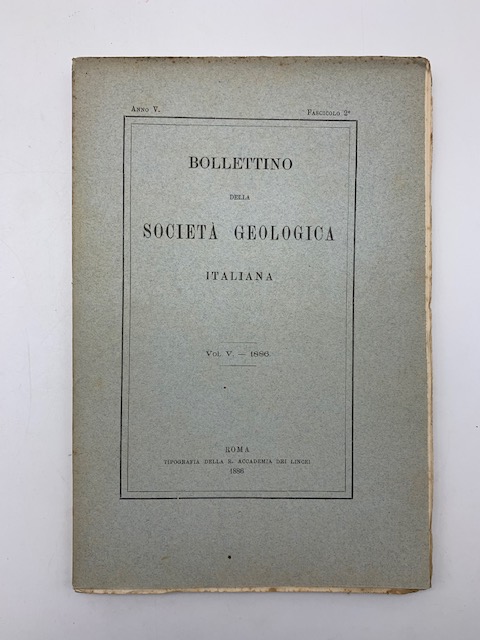 Anno V. Fascicolo 2°
BOLLETTINO
DELLA
SOCIETÀ GEOLOGICA
ITALIANA
Vol. V. — 1886.
ROMA
TIPOGRAFIA DELLA R. ACCADEMIA DEI LINCEI
1886